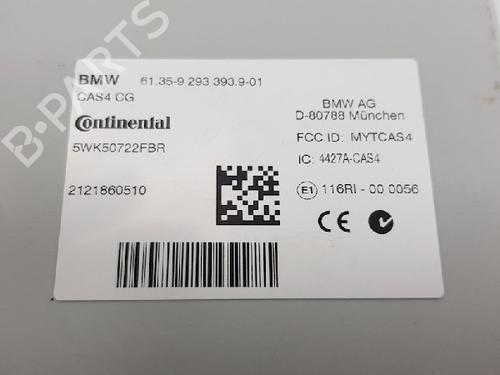 BMW 61.35-9 293 393.9-01
CAS4 CG
Continental
5WK50722FBR
2121860510
BMW AG
D-80788 München
FCC ID: MYTCAS4
IC: 4427A-CAS4
E1 116RI - 00 0056
CE
B-PARTS